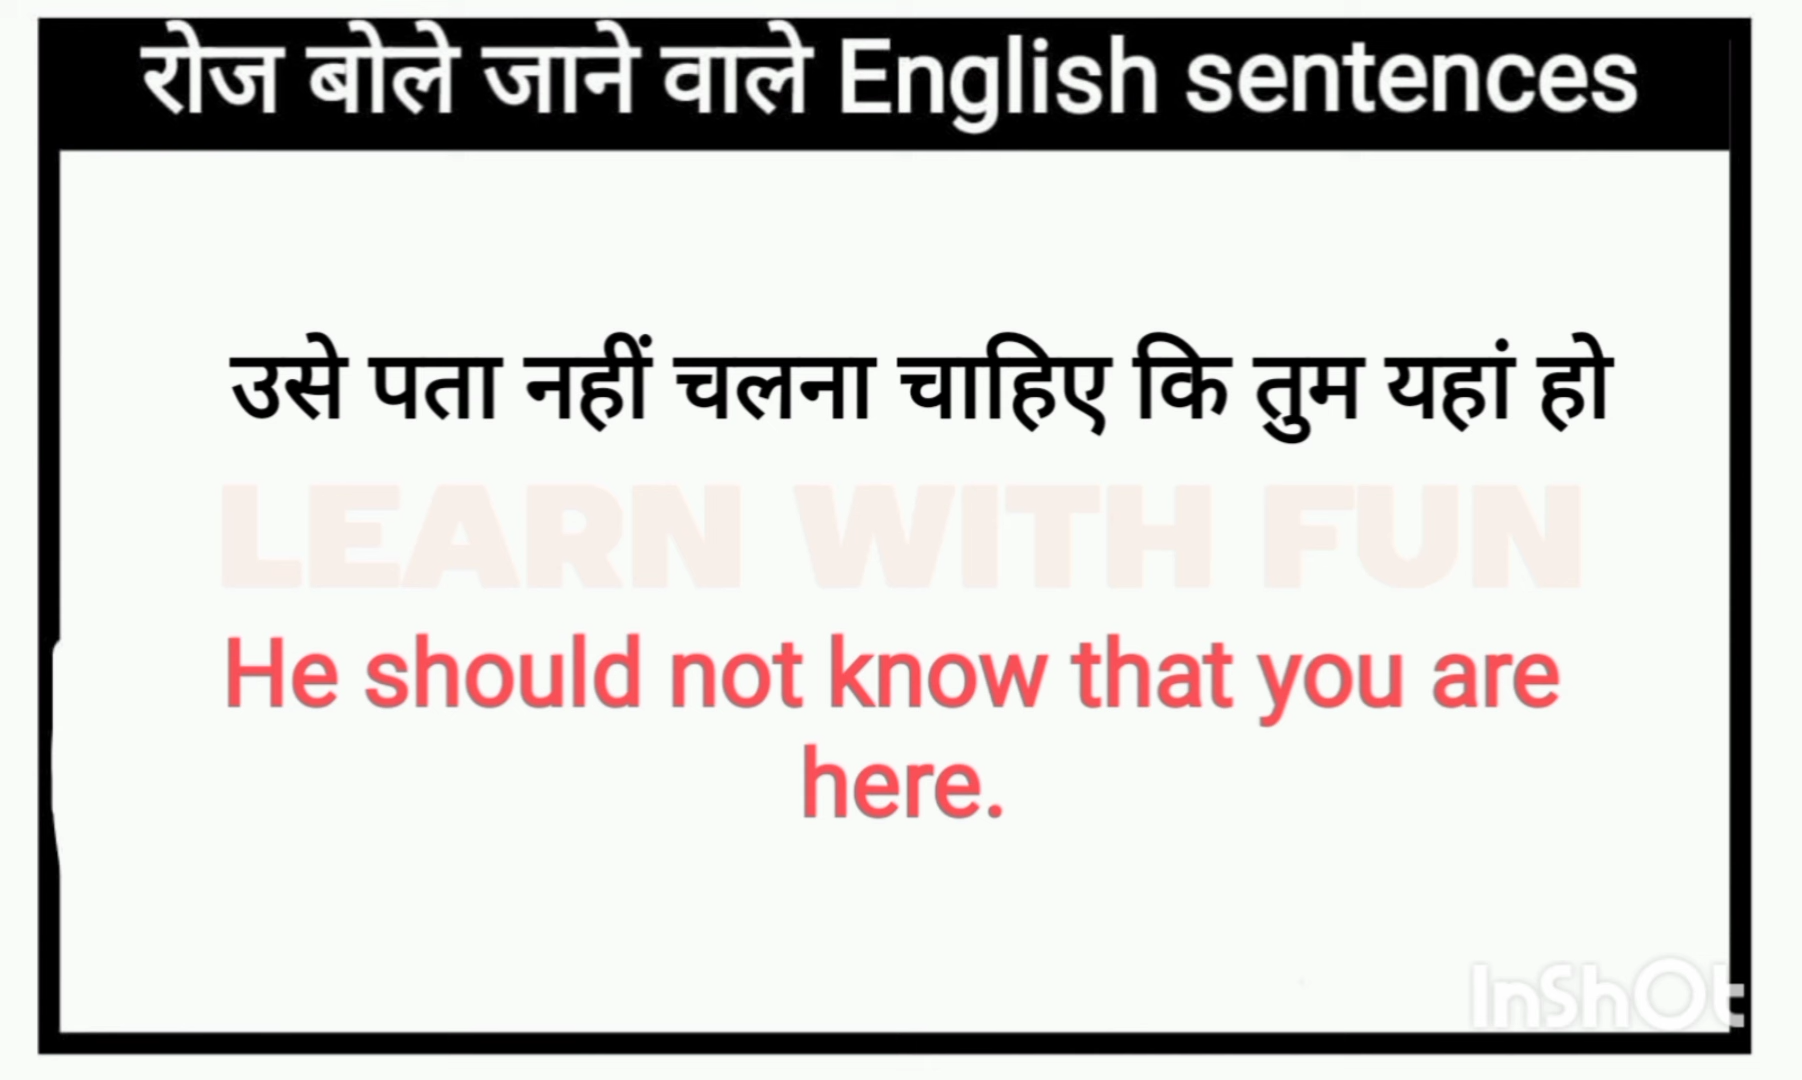 रोज बोले जाने वाले English sentences
उसे पता नहीं चलना चाहिए कि तुम यहां हो
LEARN WITH FUN
He should not know that you are
here.
InShOt